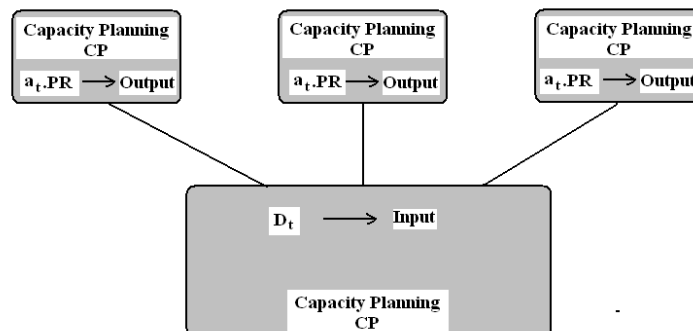 Capacity Planning
CP
a_t.PR → Output
Capacity Planning
CP
a_t.PR → Output
Capacity Planning
CP
a_t.PR → Output
D_t → Input
Capacity Planning
CP